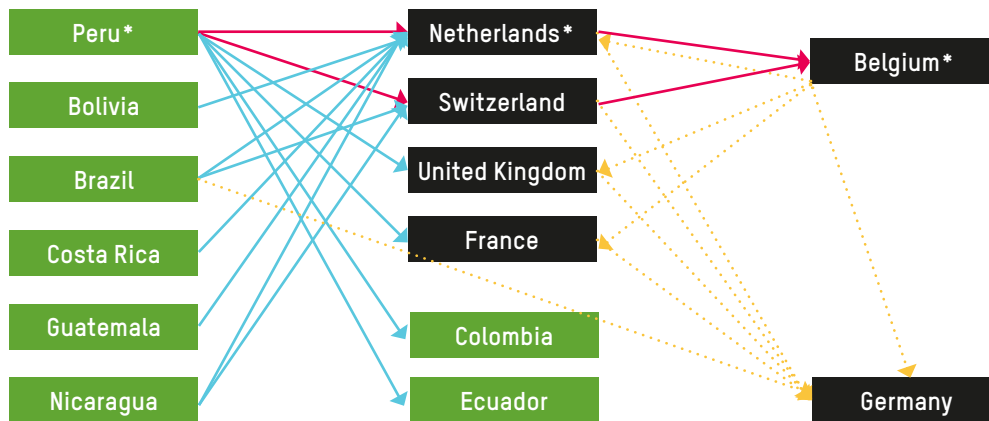 Peru*
Bolivia
Brazil
Costa Rica
Guatemala
Nicaragua
Netherlands*
Switzerland
United Kingdom
France
Colombia
Ecuador
Belgium*
Germany